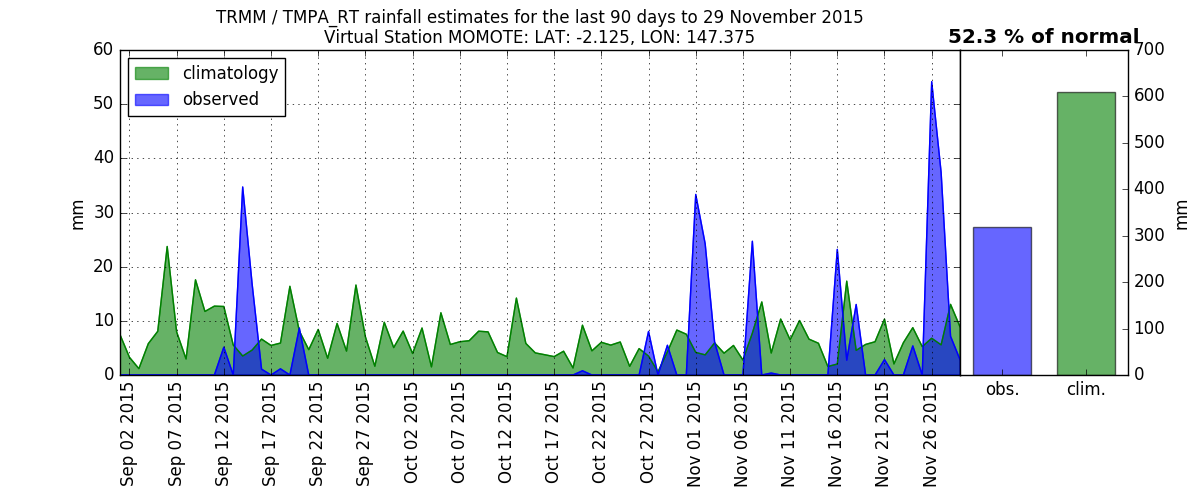 TRMM / TMPA_RT rainfall estimates for the last 90 days to 29 November 2015
Virtual Station MOMOTE: LAT: -2.125, LON: 147.375
52.3 % of normal
climatology
observed
mm
60
50
40
30
20
10
0
Sep 02 2015
Sep 07 2015
Sep 12 2015
Sep 17 2015
Sep 22 2015
Sep 27 2015
Oct 02 2015
Oct 07 2015
Oct 12 2015
Oct 17 2015
Oct 22 2015
Oct 27 2015
Nov 01 2015
Nov 06 2015
Nov 11 2015
Nov 16 2015
Nov 21 2015
Nov 26 2015
obs.
clim.
700
600
500
400
300
200
100
0
mm